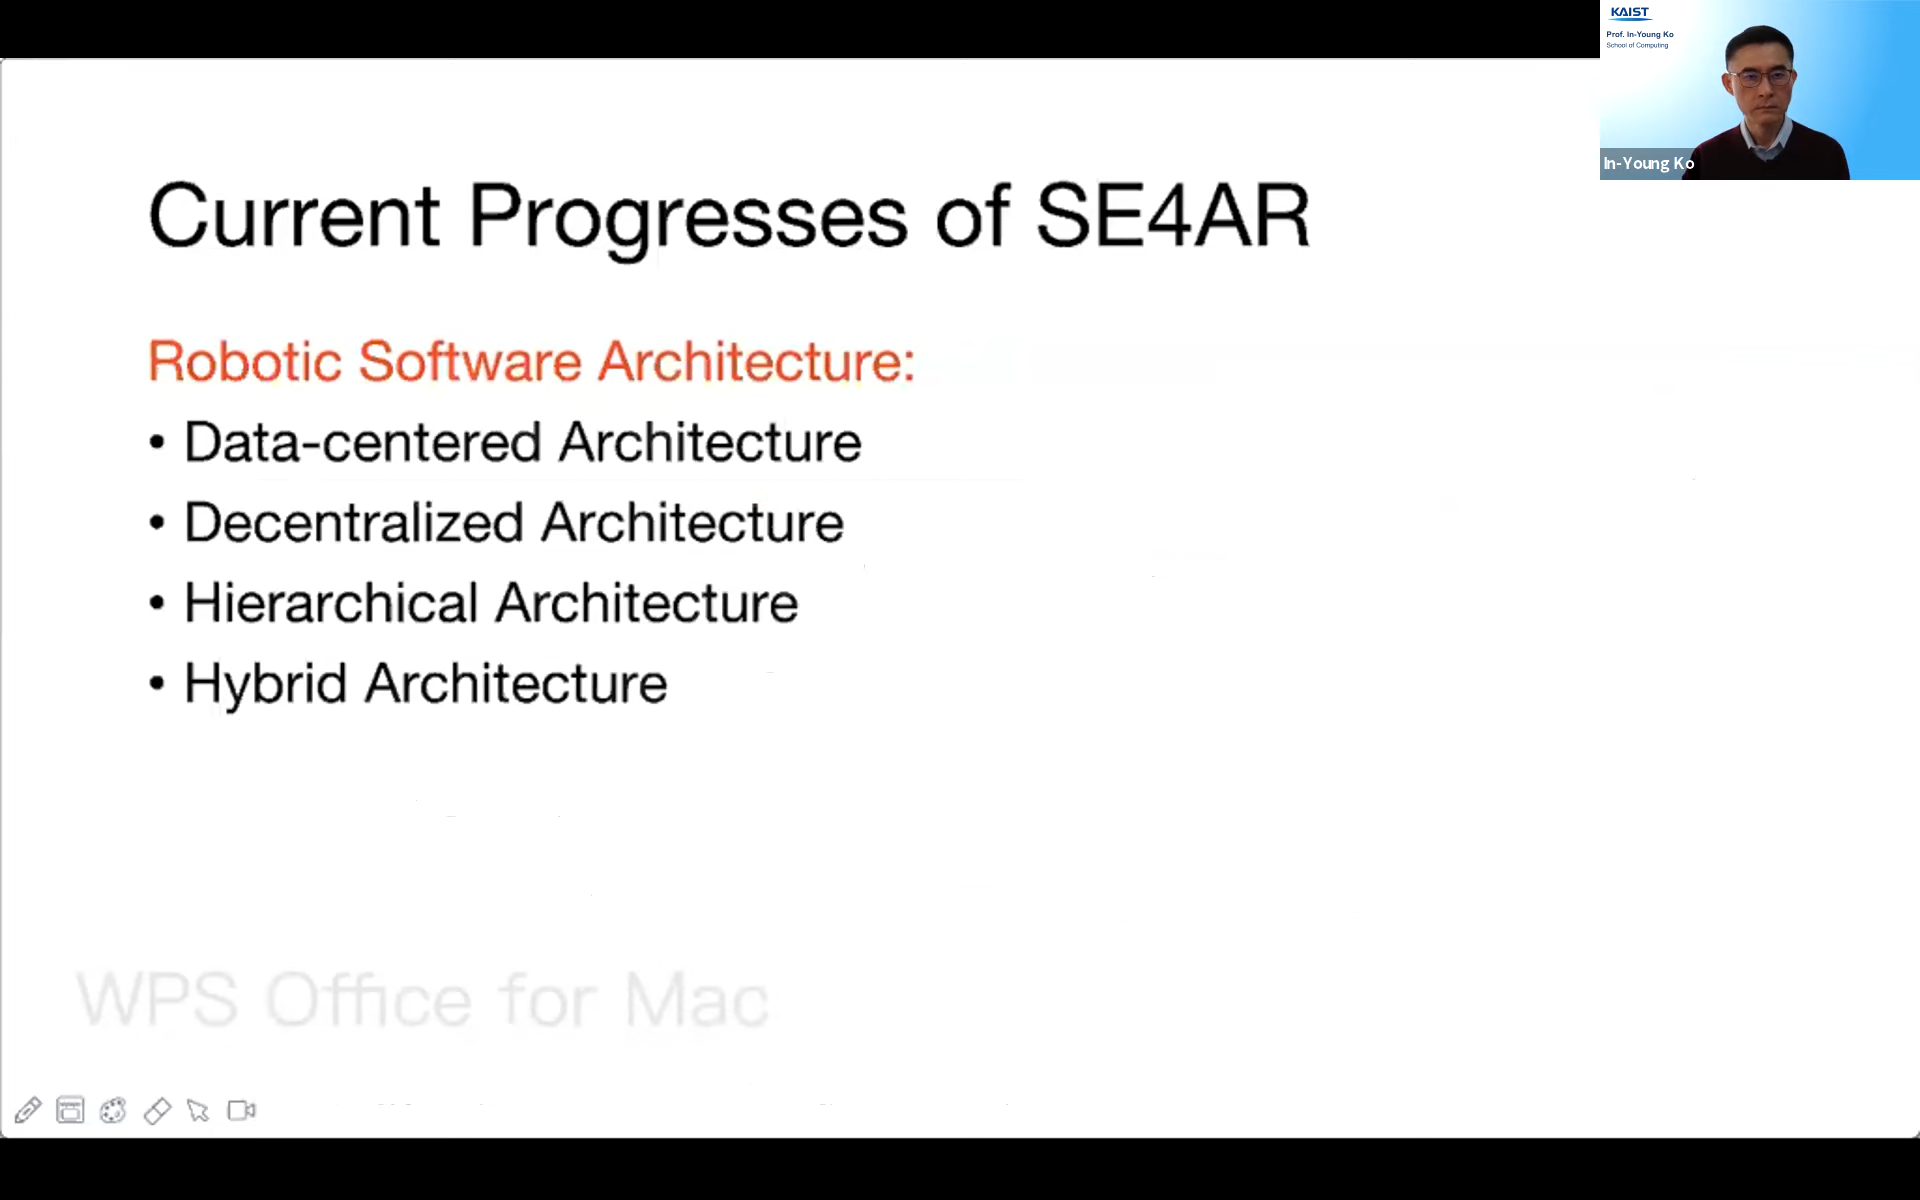 KAIST
Prof. In-Young Ko
School of Computing
In-Young Ko
Current Progresses of SE4AR
Robotic Software Architecture:
• Data-centered Architecture
• Decentralized Architecture
• Hierarchical Architecture
• Hybrid Architecture
WPS Office for Mac